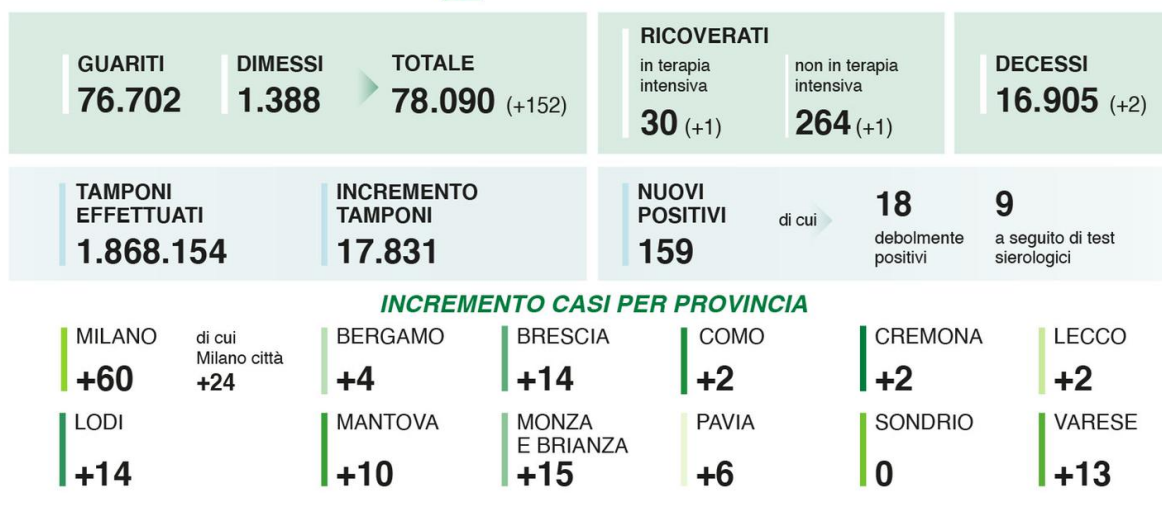 GUARITI
76.702
DIMESSI
1.388
TOTALE
78.090 (+152)
RICOVERATI
in terapia
intensiva
30 (+1)
non in terapia
intensiva
264 (+1)
DECESSI
16.905 (+2)
TAMPONI
EFFETTUATI
1.868.154
INCREMENTO
TAMPONI
17.831
NUOVI
POSITIVI
159
di cui
18
debolmente
positivi
9
a seguito di test
sierologici
INCREMENTO CASI PER PROVINCIA
MILANO
+60
di cui
Milano città
+24
BERGAMO
+4
BRESCIA
+14
COMO
+2
CREMONA
+2
LECCO
+2
LODI
+14
MANTOVA
+10
MONZA
E BRIANZA
+15
PAVIA
+6
SONDRIO
0
VARESE
+13